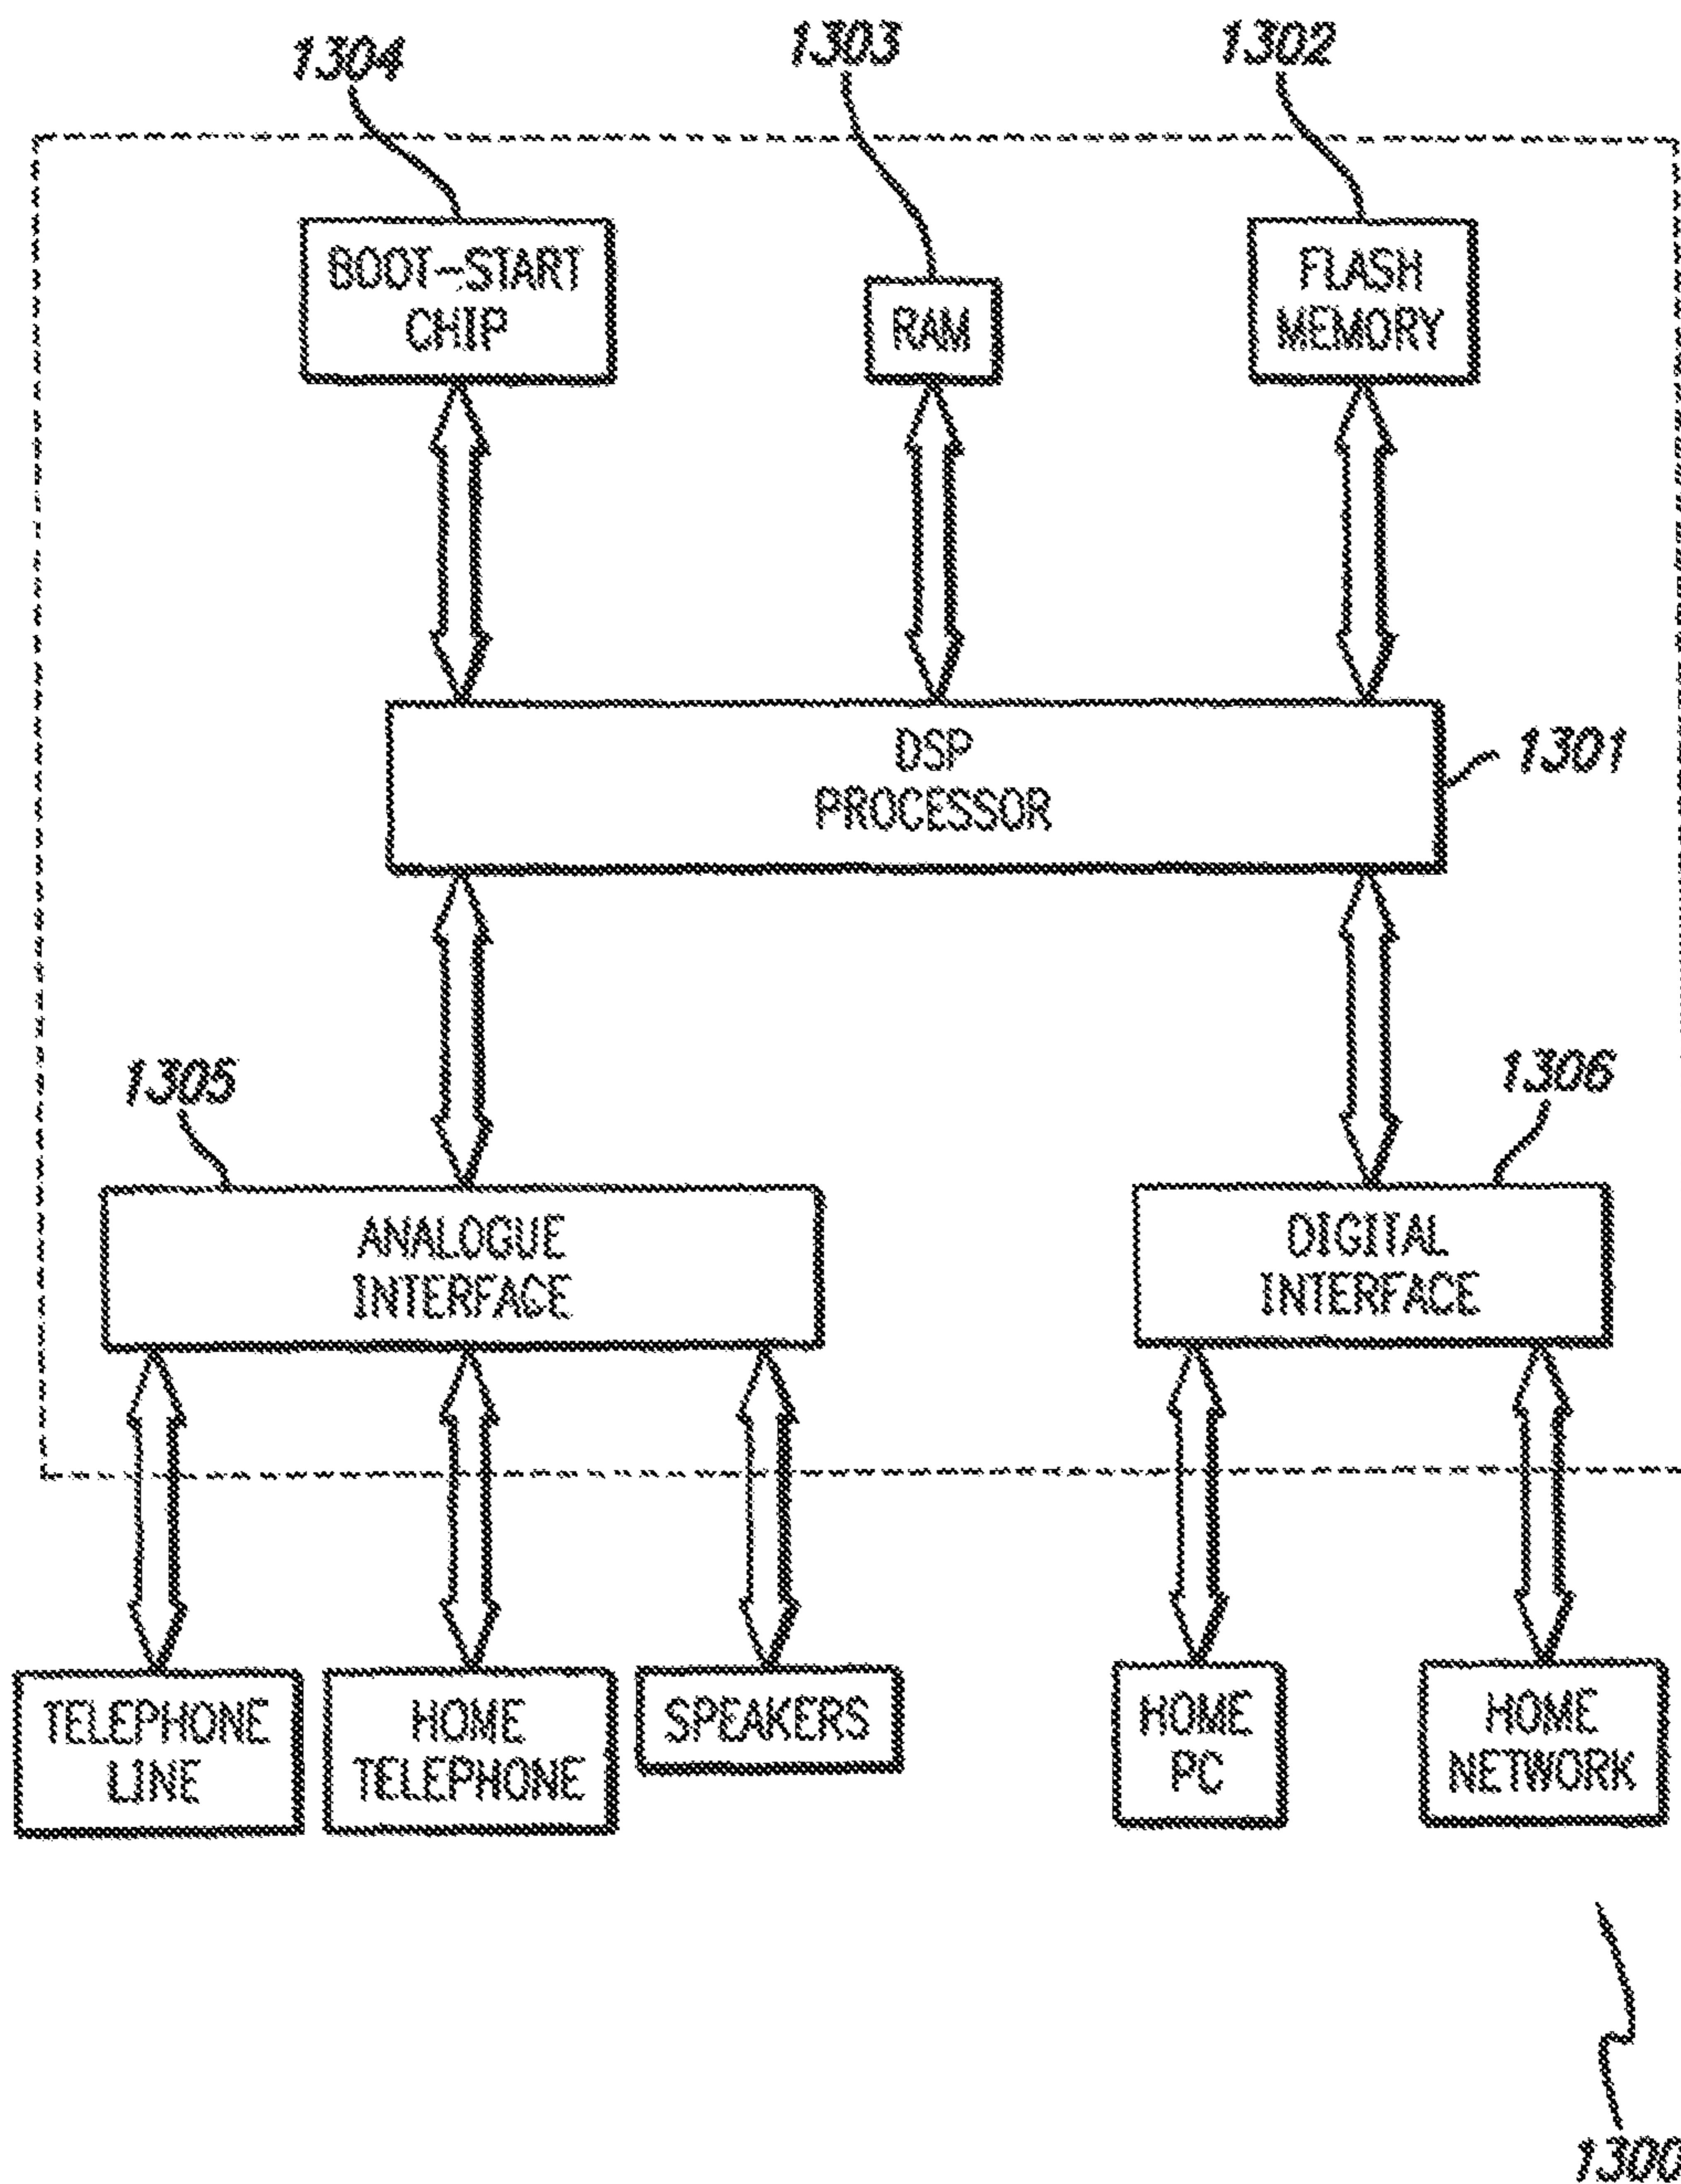 1304
1303
1302
BOOT-START
CHIP
RAM
FLASH
MEMORY
DSP
PROCESSOR
1301
1305
1306
ANALOGUE
INTERFACE
DIGITAL
INTERFACE
TELEPHONE
LINE
HOME
TELEPHONE
SPEAKERS
HOME
PC
HOME
NETWORK
1300